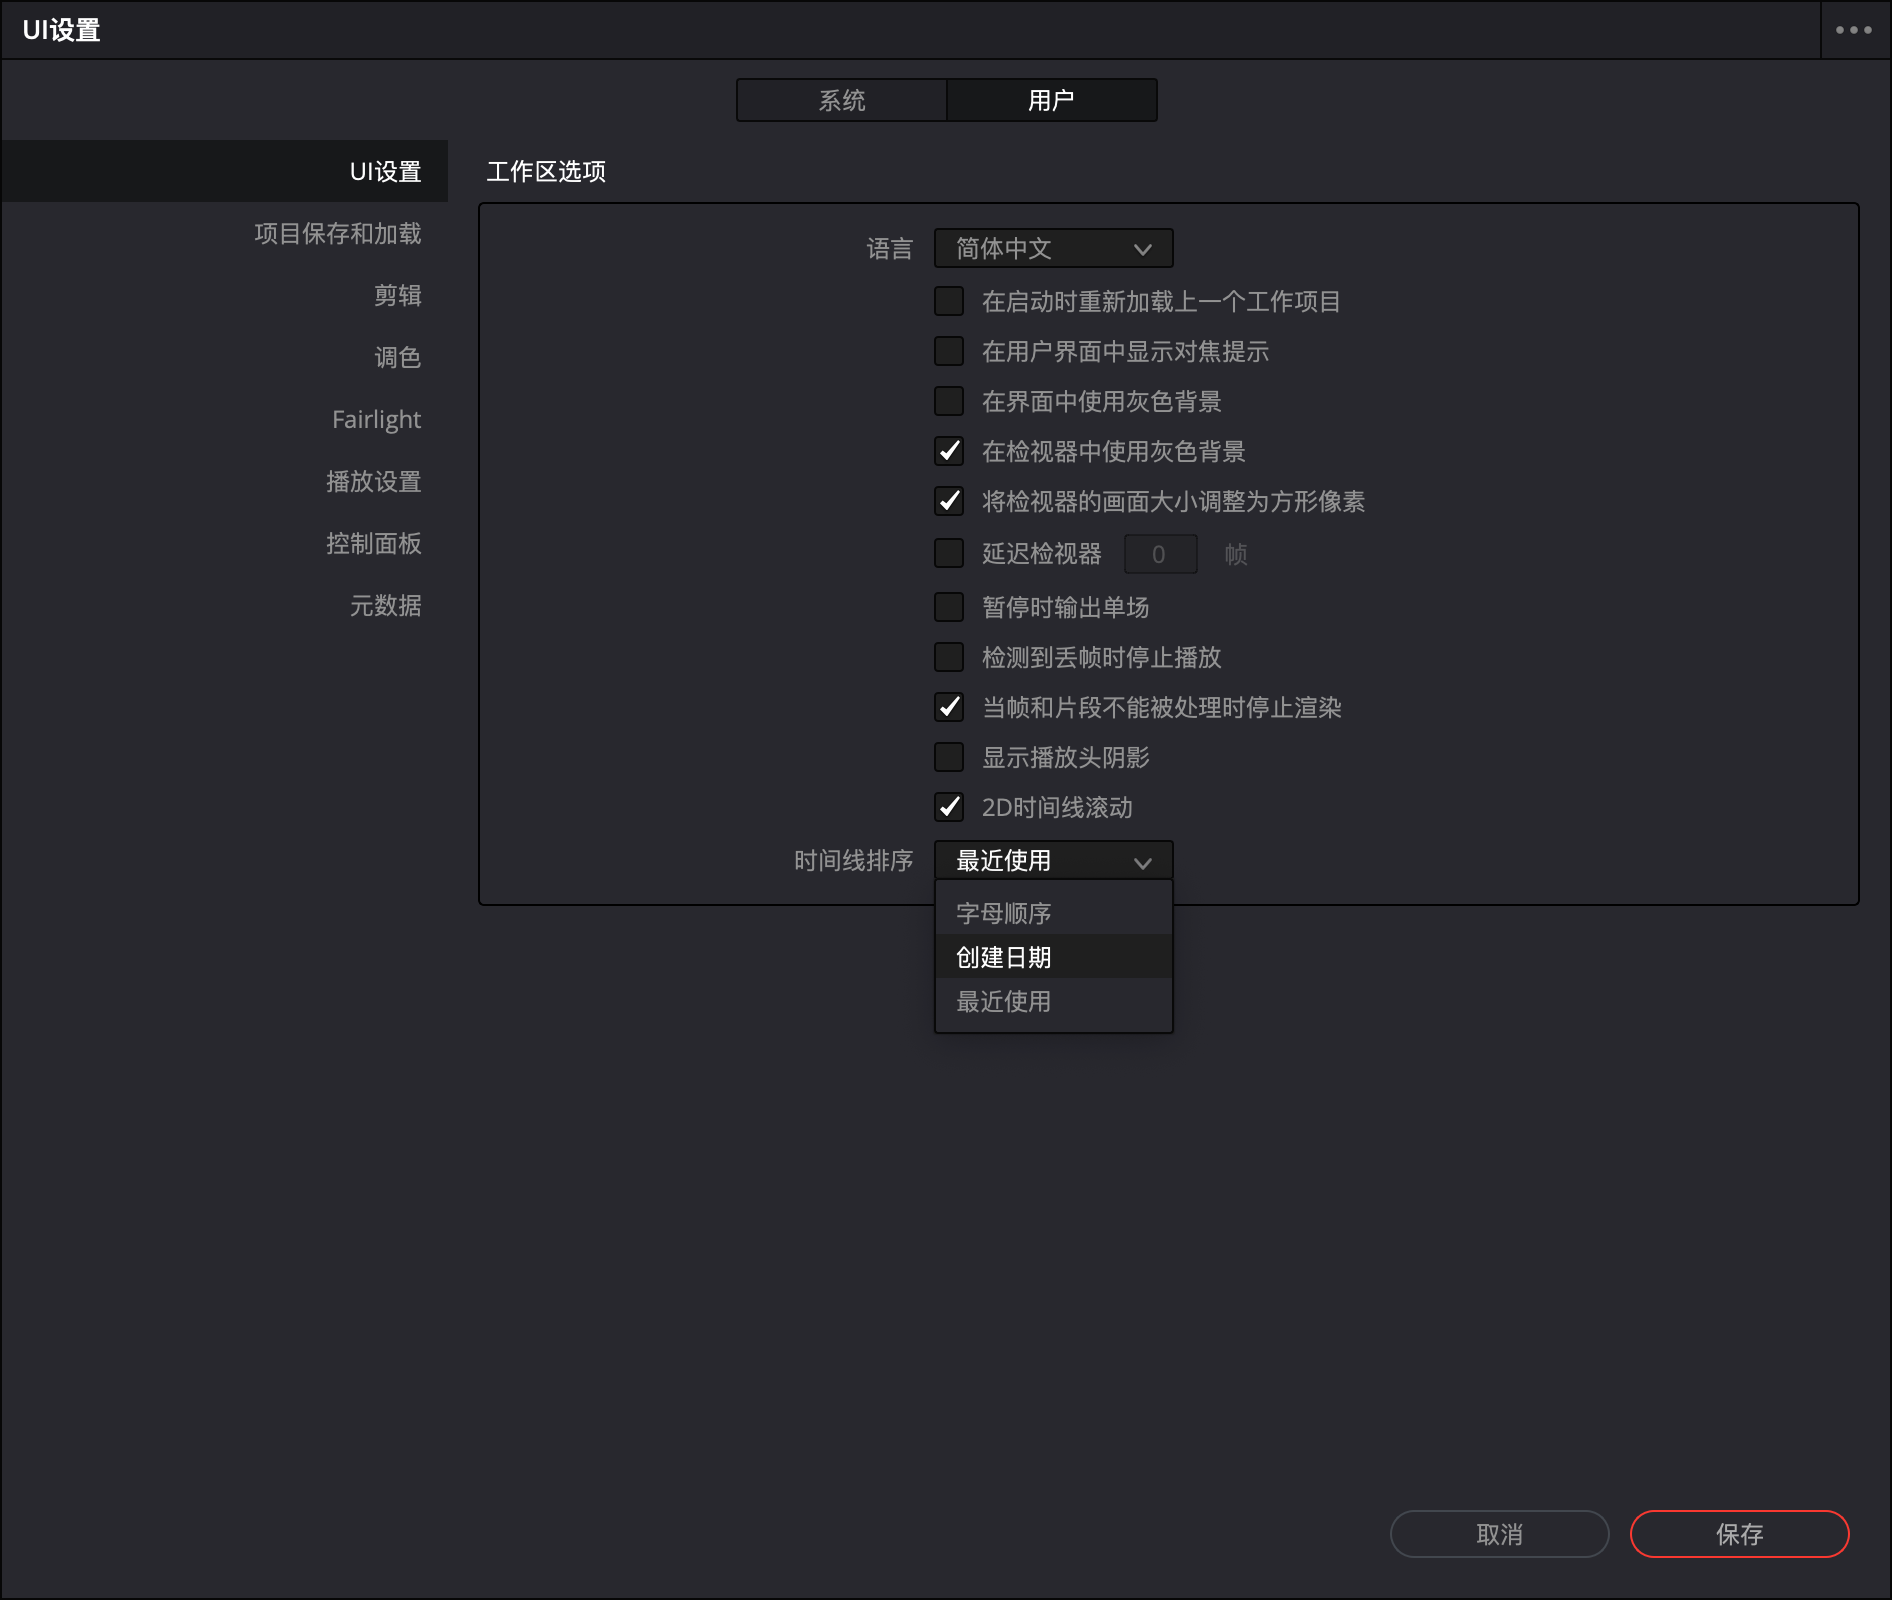 UI设置
系统
用户
UI设置
项目保存和加载
剪辑
调色
Fairlight
播放设置
控制面板
元数据
工作区选项
语言 简体中文
在启动时重新加载上一个工作项目
在用户界面中显示对焦提示
在界面中使用灰色背景
在检视器中使用灰色背景
将检视器的画面大小调整为方形像素
延迟检视器 0 帧
暂停时输出单场
检测到丢帧时停止播放
当帧和片段不能被处理时停止渲染
显示播放头阴影
2D时间线滚动
时间线排序 最近使用
字母顺序
创建日期
最近使用
取消
保存